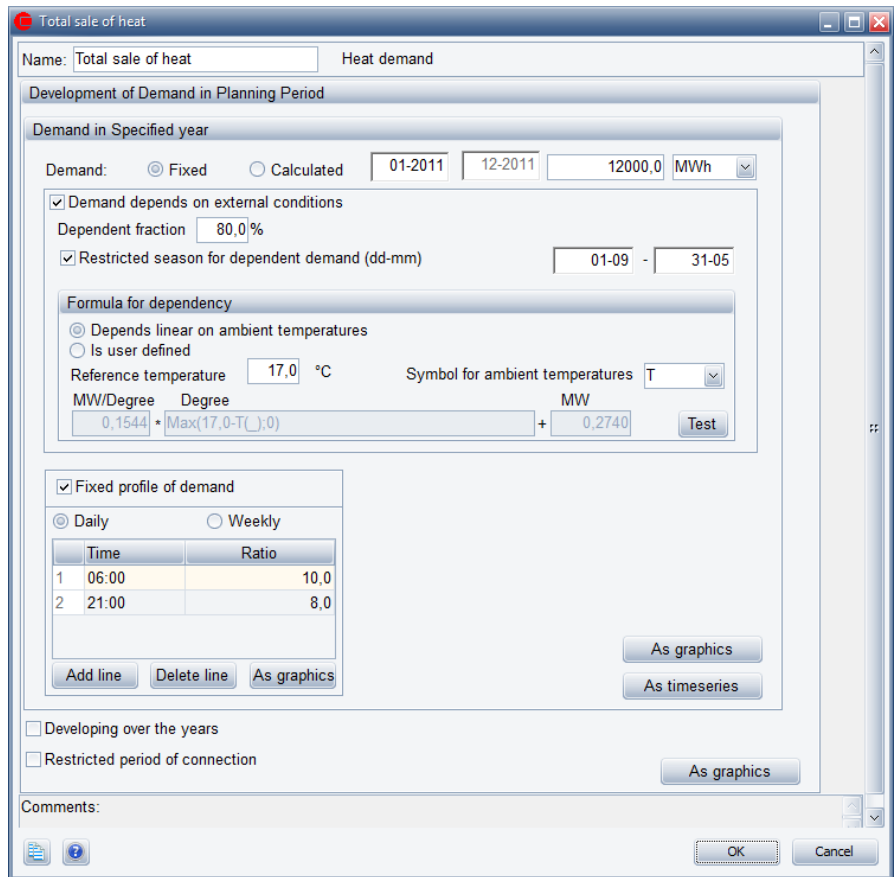 Total sale of heat
Name: Total sale of heat Heat demand
Development of Demand in Planning Period
Demand in Specified year
Demand: Fixed Calculated 01-2011 12-2011 12000,0 MWh
Demand depends on external conditions
Dependent fraction 80,0 %
Restricted season for dependent demand (dd-mm) 01-09 - 31-05
Formula for dependency
Depends linear on ambient temperatures
Is user defined
Reference temperature 17,0 °C Symbol for ambient temperatures T
MW/Degree Degree MW
0,1544 * Max(17,0-T(_);0) + 0,2740 Test
Fixed profile of demand
Daily Weekly
Time Ratio
1 06:00 10,0
2 21:00 8,0
As graphics
Add line Delete line As graphics
As timeseries
Developing over the years
Restricted period of connection
As graphics
Comments:
OK Cancel